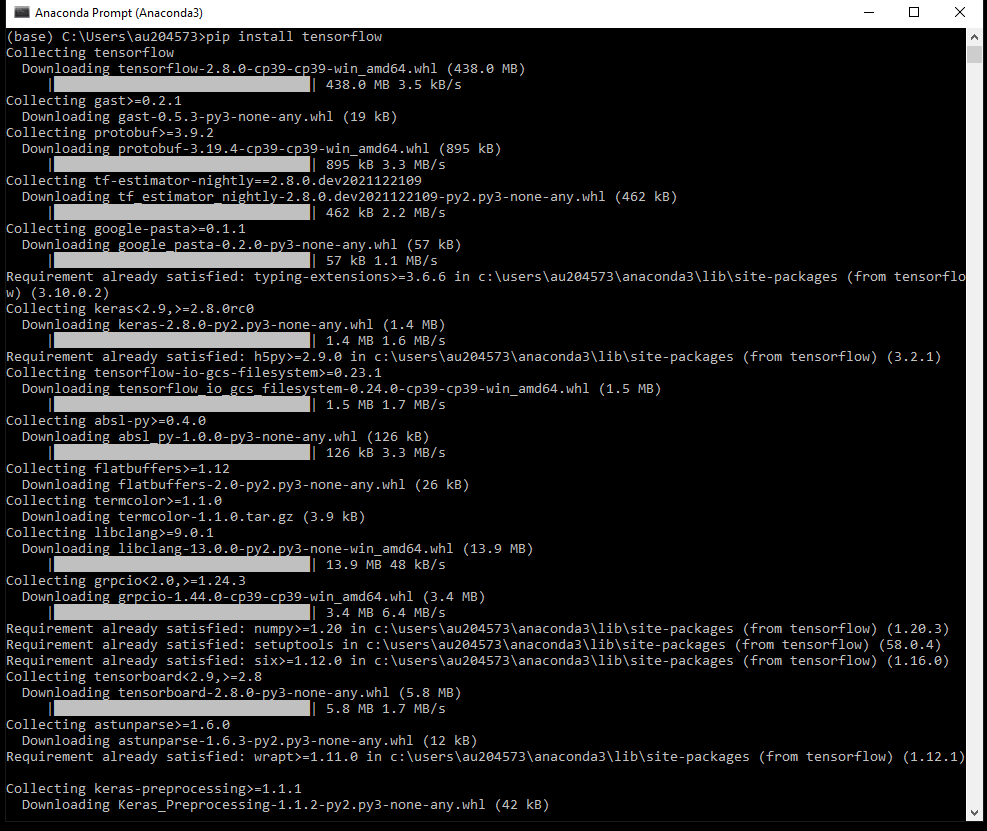 Anaconda Prompt (Anaconda3)
(base) C:\Users\au204573>pip install tensorflow
Collecting tensorflow
  Downloading tensorflow-2.8.0-cp39-cp39-win_amd64.whl (438.0 MB)
     |                                | 438.0 MB 3.5 kB/s
Collecting gast>=0.2.1
  Downloading gast-0.5.3-py3-none-any.whl (19 kB)
Collecting protobuf>=3.9.2
  Downloading protobuf-3.19.4-cp39-cp39-win_amd64.whl (895 kB)
     |                                | 895 kB 3.3 MB/s
Collecting tf-estimator-nightly==2.8.0.dev2021122109
  Downloading tf_estimator_nightly-2.8.0.dev2021122109-py2.py3-none-any.whl (462 kB)
     |                                | 462 kB 2.2 MB/s
Collecting google-pasta>=0.1.1
  Downloading google_pasta-0.2.0-py3-none-any.whl (57 kB)
     |                                | 57 kB 1.1 MB/s
Requirement already satisfied: typing-extensions>=3.6.6 in c:\users\au204573\anaconda3\lib\site-packages (from tensorflo
w) (3.10.0.2)
Collecting keras<2.9,>=2.8.0rc0
  Downloading keras-2.8.0-py2.py3-none-any.whl (1.4 MB)
     |                                | 1.4 MB 1.6 MB/s
Requirement already satisfied: h5py>=2.9.0 in c:\users\au204573\anaconda3\lib\site-packages (from tensorflow) (3.2.1)
Collecting tensorflow-io-gcs-filesystem>=0.23.1
  Downloading tensorflow_io_gcs_filesystem-0.24.0-cp39-cp39-win_amd64.whl (1.5 MB)
     |                                | 1.5 MB 1.7 MB/s
Collecting absl-py>=0.4.0
  Downloading absl_py-1.0.0-py3-none-any.whl (126 kB)
     |                                | 126 kB 3.3 MB/s
Collecting flatbuffers>=1.12
  Downloading flatbuffers-2.0-py2.py3-none-any.whl (26 kB)
Collecting termcolor>=1.1.0
  Downloading termcolor-1.1.0.tar.gz (3.9 kB)
Collecting libclang>=9.0.1
  Downloading libclang-13.0.0-py2.py3-none-win_amd64.whl (13.9 MB)
     |                                | 13.9 MB 48 kB/s
Collecting grpcio<2.0,>=1.24.3
  Downloading grpcio-1.44.0-cp39-cp39-win_amd64.whl (3.4 MB)
     |                                | 3.4 MB 6.4 MB/s
Requirement already satisfied: numpy>=1.20 in c:\users\au204573\anaconda3\lib\site-packages (from tensorflow) (1.20.3)
Requirement already satisfied: setuptools in c:\users\au204573\anaconda3\lib\site-packages (from tensorflow) (58.0.4)
Requirement already satisfied: six>=1.12.0 in c:\users\au204573\anaconda3\lib\site-packages (from tensorflow) (1.16.0)
Collecting tensorboard<2.9,>=2.8
  Downloading tensorboard-2.8.0-py3-none-any.whl (5.8 MB)
     |                                | 5.8 MB 1.7 MB/s
Collecting astunparse>=1.6.0
  Downloading astunparse-1.6.3-py2.py3-none-any.whl (12 kB)
Requirement already satisfied: wrapt>=1.11.0 in c:\users\au204573\anaconda3\lib\site-packages (from tensorflow) (1.12.1)
Collecting keras-preprocessing>=1.1.1
  Downloading Keras_Preprocessing-1.1.2-py2.py3-none-any.whl (42 kB)